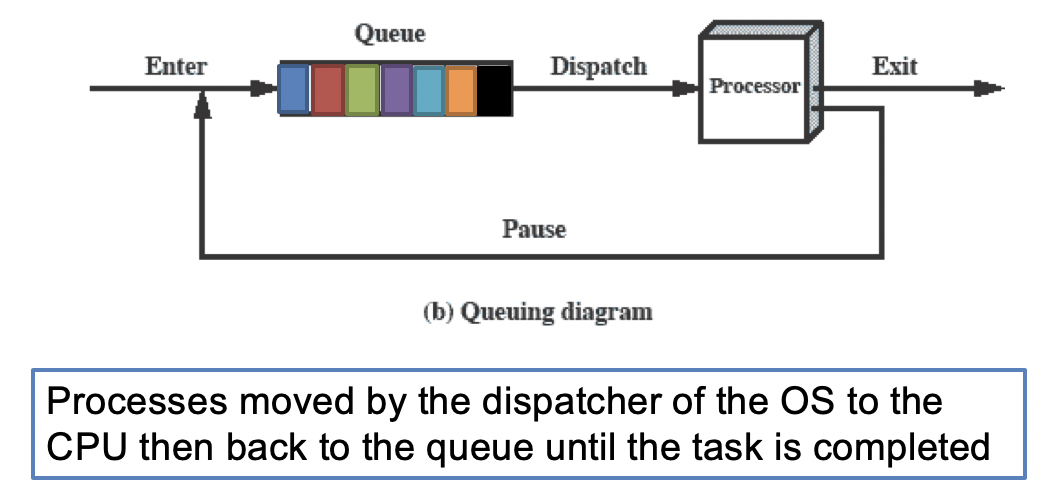 Queue
Enter
Dispatch
Processor
Exit
Pause
(b) Queuing diagram
Processes moved by the dispatcher of the OS to the
CPU then back to the queue until the task is completed